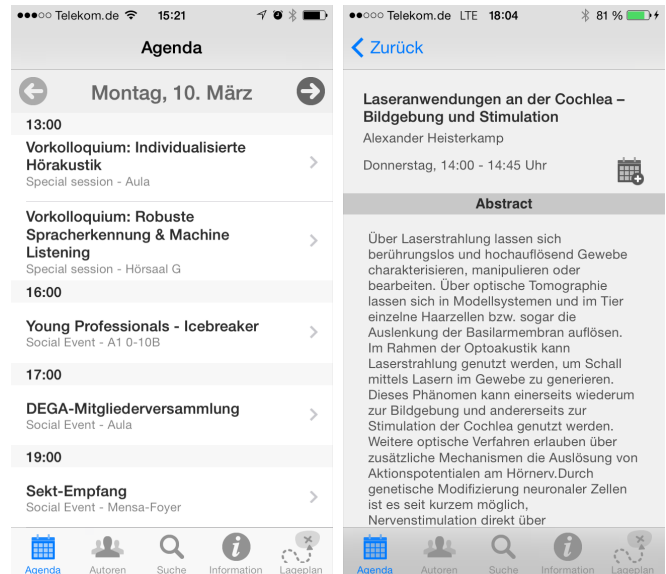 Telekom.de 15:21
Agenda
Montag, 10. März
13:00
Vorkolloquium: Individualisierte
Hörakustik
Special session - Aula
Vorkolloquium: Robuste
Spracherkennung & Machine
Listening
Special session - Hörsaal G
16:00
Young Professionals - Icebreaker
Social Event - A1 0-10B
17:00
DEGA-Mitgliederversammlung
Social Event - Aula
19:00
Sekt-Empfang
Social Event - Mensa-Foyer
Agenda Autoren Suche Information Lageplan
Telekom.de LTE 18:04 81 %
Zurück
Laseranwendungen an der Cochlea –
Bildgebung und Stimulation
Alexander Heisterkamp
Donnerstag, 14:00 - 14:45 Uhr
Abstract
Über Laserstrahlung lassen sich
berührungslos und hochauflösend Gewebe
charakterisieren, manipulieren oder
bearbeiten. Über optische Tomographie
lassen sich in Modellsystemen und im Tier
einzelne Haarzellen bzw. sogar die
Auslenkung der Basilarmembran auflösen.
Im Rahmen der Optoakustik kann
Laserstrahlung genutzt werden, um Schall
mittels Lasern im Gewebe zu generieren.
Dieses Phänomen kann einerseits wiederum
zur Bildgebung und andererseits zur
Stimulation der Cochlea genutzt werden.
Weitere optische Verfahren erlauben über
zusätzliche Mechanismen die Auslösung von
Aktionspotentialen am Hörnerv.Durch
genetische Modifizierung neuronaler Zellen
ist es seit kurzem möglich,
Nervenstimulation direkt über
Agenda Autoren Suche Information Lageplan